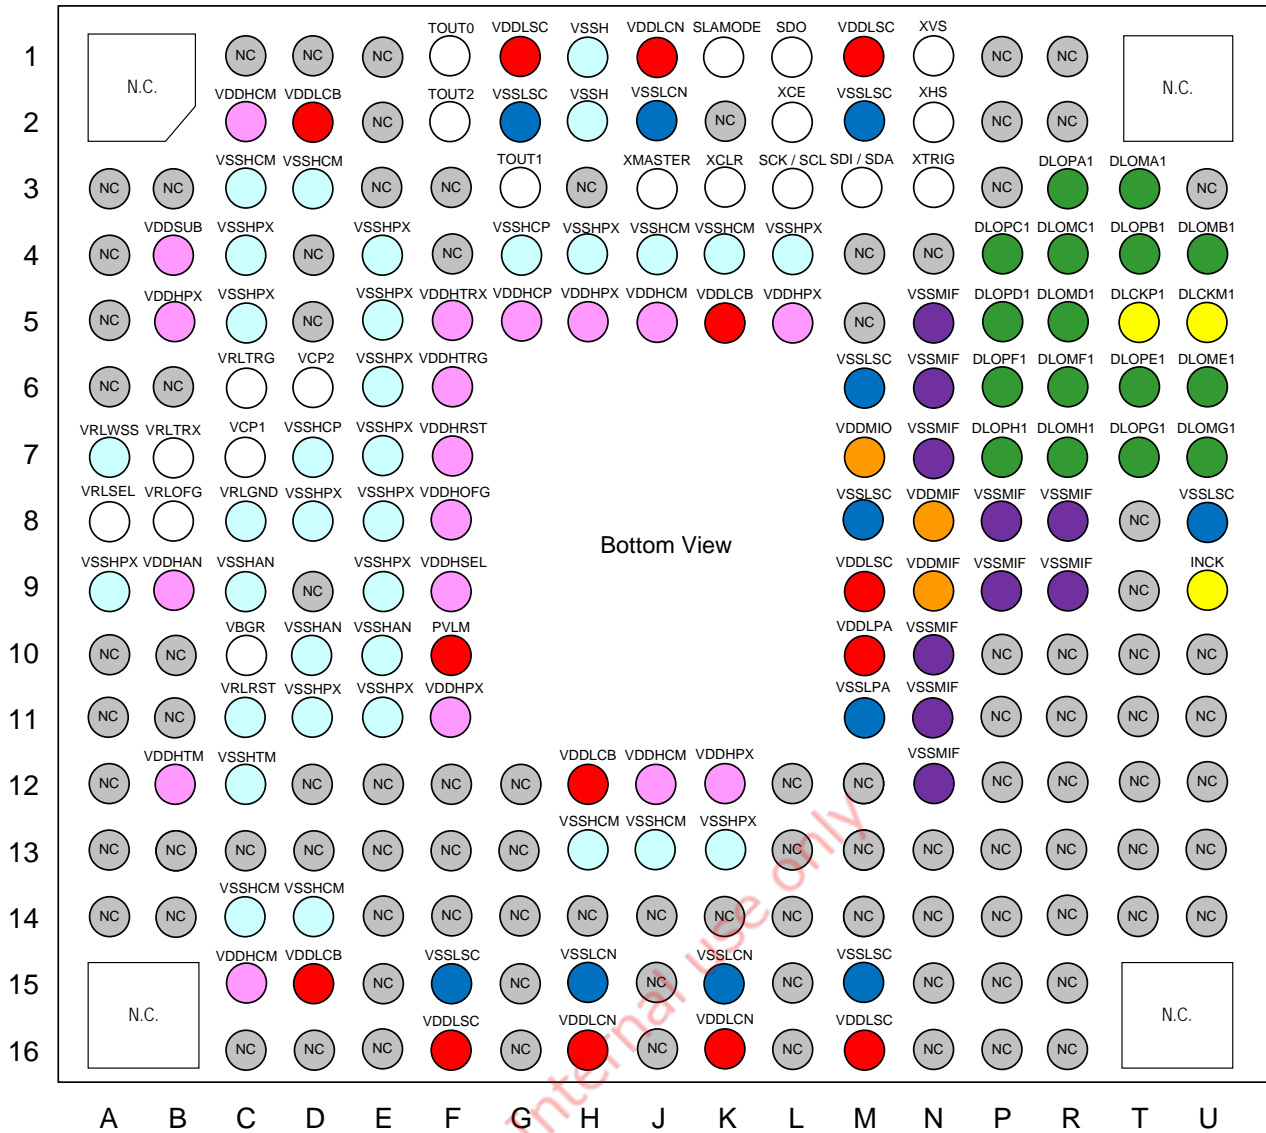 TOUT0 VDDLSC VSSH VDDLCN SLAMODE SDO VDDLSC XVS
1 N.C. NC NC NC NC NC N.C.
VDDHCM VDDLCB TOUT2 VSSLSC VSSH VSSLCN XCE VSSLSC XHS
2 NC NC NC NC
VSSHCM VSSHCM TOUT1 XMASTER XCLR SCK / SCL SDI / SDA XTRIG DLOPA1 DLOMA1
3 NC NC NC NC NC NC NC
VDDSUB VSSHPX VSSHPX VSSHCP VSSHPX VSSHCM VSSHCM VSSHPX DLOPC1 DLOMC1 DLOPB1 DLOMB1
4 NC NC NC NC NC
VDDHPX VSSHPX VSSHPX VDDHTRX VDDHCP VDDHPX VDDHCM VDDLCB VDDHPX VSSMIF DLOPD1 DLOMD1 DLCKP1 DLCKM1
5 NC NC NC
VRLTRG VCP2 VSSHPX VDDHTRG VSSLSC VSSMIF DLOPF1 DLOMF1 DLOPE1 DLOME1
6 NC NC
VRLWSS VRLTRX VCP1 VSSHCP VSSHPX VDDHRST VDDMIO VSSMIF DLOPH1 DLOMH1 DLOPG1 DLOMG1
7
VRLSEL VRLOFG VRLGND VSSHPX VSSHPX VDDHOFG VSSLSC VDDMIF VSSMIF VSSMIF VSSLSC
8 NC
Bottom View
VSSHPX VDDHAN VSSHAN VSSHPX VDDHSEL VDDLSC VDDMIF VSSMIF VSSMIF INCK
9 NC NC
VBGR VSSHAN VSSHAN PVLM VDDLPA VSSMIF
10 NC NC NC NC NC NC
VRLRST VSSHPX VSSHPX VDDHPX VSSLPA VSSMIF
11 NC NC NC NC NC NC
VDDHTM VSSHTM VDDLCB VDDHCM VDDHPX VSSMIF
12 NC NC NC NC NC NC NC NC NC NC NC
VSSHCM VSSHCM VSSHPX
13 NC NC NC NC NC NC NC NC NC NC NC NC NC NC
VSSHCM VSSHCM
14 NC NC NC NC NC NC NC NC NC NC NC NC NC NC NC
VDDHCM VDDLCB VSSLSC VSSLCN VSSLCN VSSLSC
15 NC NC NC NC NC NC NC
N.C. N.C.
VDDLSC VDDLCN VDDLCN VDDLSC
16 NC NC NC NC NC NC NC NC NC
A B C D E F G H J K L M N P R T U
Internal use only